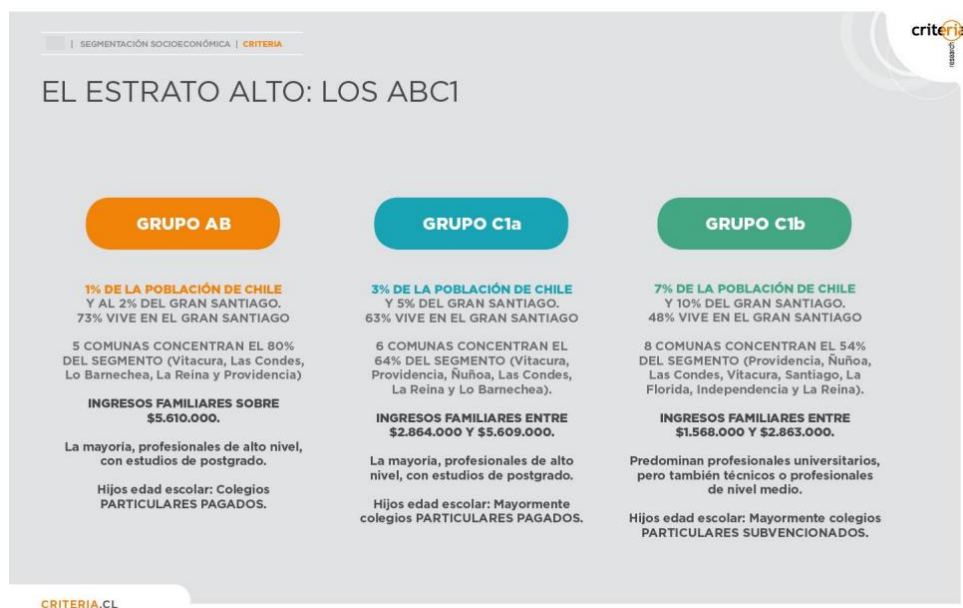 | SEGMENTACIÓN SOCIOECONÓMICA | CRITERIA
criteria
research
EL ESTRATO ALTO: LOS ABC1
GRUPO AB
1% DE LA POBLACIÓN DE CHILE
Y AL 2% DEL GRAN SANTIAGO.
73% VIVE EN EL GRAN SANTIAGO
5 COMUNAS CONCENTRAN EL 80%
DEL SEGMENTO (Vitacura, Las Condes,
Lo Barnechea, La Reina y Providencia)
INGRESOS FAMILIARES SOBRE
$5.610.000.
La mayoría, profesionales de alto nivel,
con estudios de postgrado.
Hijos edad escolar: Colegios
PARTICULARES PAGADOS.
GRUPO C1a
3% DE LA POBLACIÓN DE CHILE
Y 5% DEL GRAN SANTIAGO.
63% VIVE EN EL GRAN SANTIAGO
6 COMUNAS CONCENTRAN EL
64% DEL SEGMENTO (Vitacura,
Providencia, Ñuñoa, Las Condes,
La Reina y Lo Barnechea).
INGRESOS FAMILIARES ENTRE
$2.864.000 Y $5.609.000.
La mayoría, profesionales de alto
nivel, con estudios de postgrado.
Hijos edad escolar: Mayormente
colegios PARTICULARES PAGADOS.
GRUPO C1b
7% DE LA POBLACIÓN DE CHILE
Y 10% DEL GRAN SANTIAGO.
48% VIVE EN EL GRAN SANTIAGO
8 COMUNAS CONCENTRAN EL 54%
DEL SEGMENTO (Providencia, Ñuñoa,
Las Condes, Vitacura, Santiago, La
Florida, Independencia y La Reina).
INGRESOS FAMILIARES ENTRE
$1.568.000 Y $2.863.000.
Predominan profesionales universitarios,
pero también técnicos o profesionales
de nivel medio.
Hijos edad escolar: Mayormente colegios
PARTICULARES SUBVENCIONADOS.
CRITERIA.CL